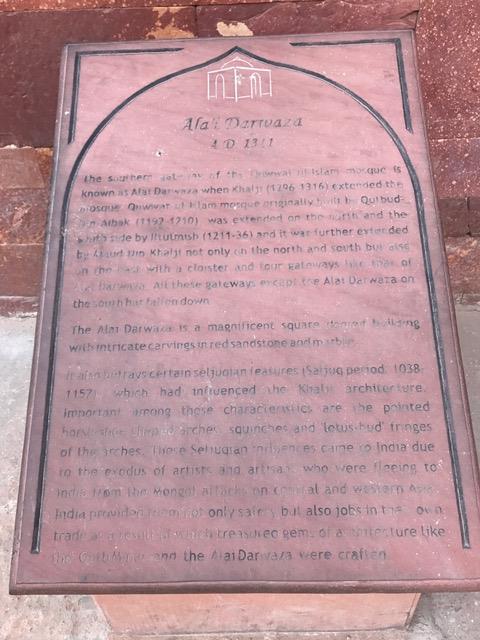 Ala'i Darwaza
A.D. 1311
The southern gateway of the Quwwat ul Islam mosque is
known as Alai Darwaza when Khalji (1296-1316) extended the
mosque. Quwwat ul Islam mosque originally built by Qutbud-
Din Aibak (1192-1210) was extended on the north and the
south side by Iltutmish (1211-36) and it was further extended
by Alaud Din Khalji not only on the north and south but also
on the east with a cloister and four gateways like that of
Alai Darwaza. All these gateways except the Alai Darwaza on
the south har fallen down
The Alai Darwaza is a magnificent square domed building
with intricate carvings in red sandstone and marble.
It also betrays certain seljuqian feasures (Saljuq period, 1038-
1157), which had influenced the Khalji architecture.
Important among those characteristics are the pointed
horse-shoe shaped arches, squinches and 'lotus-bud' fringes
of the arches. These Seljuqian influences came to India due
to the exodus of artists and artisans who were fleeing to
India from the Mongol attacks on central and western Asia.
India provided them not only safety but also jobs in their own
trade as a result of which treasured gems of architecture like
the Qutb Minar and the Alai Darwaza were crafted.